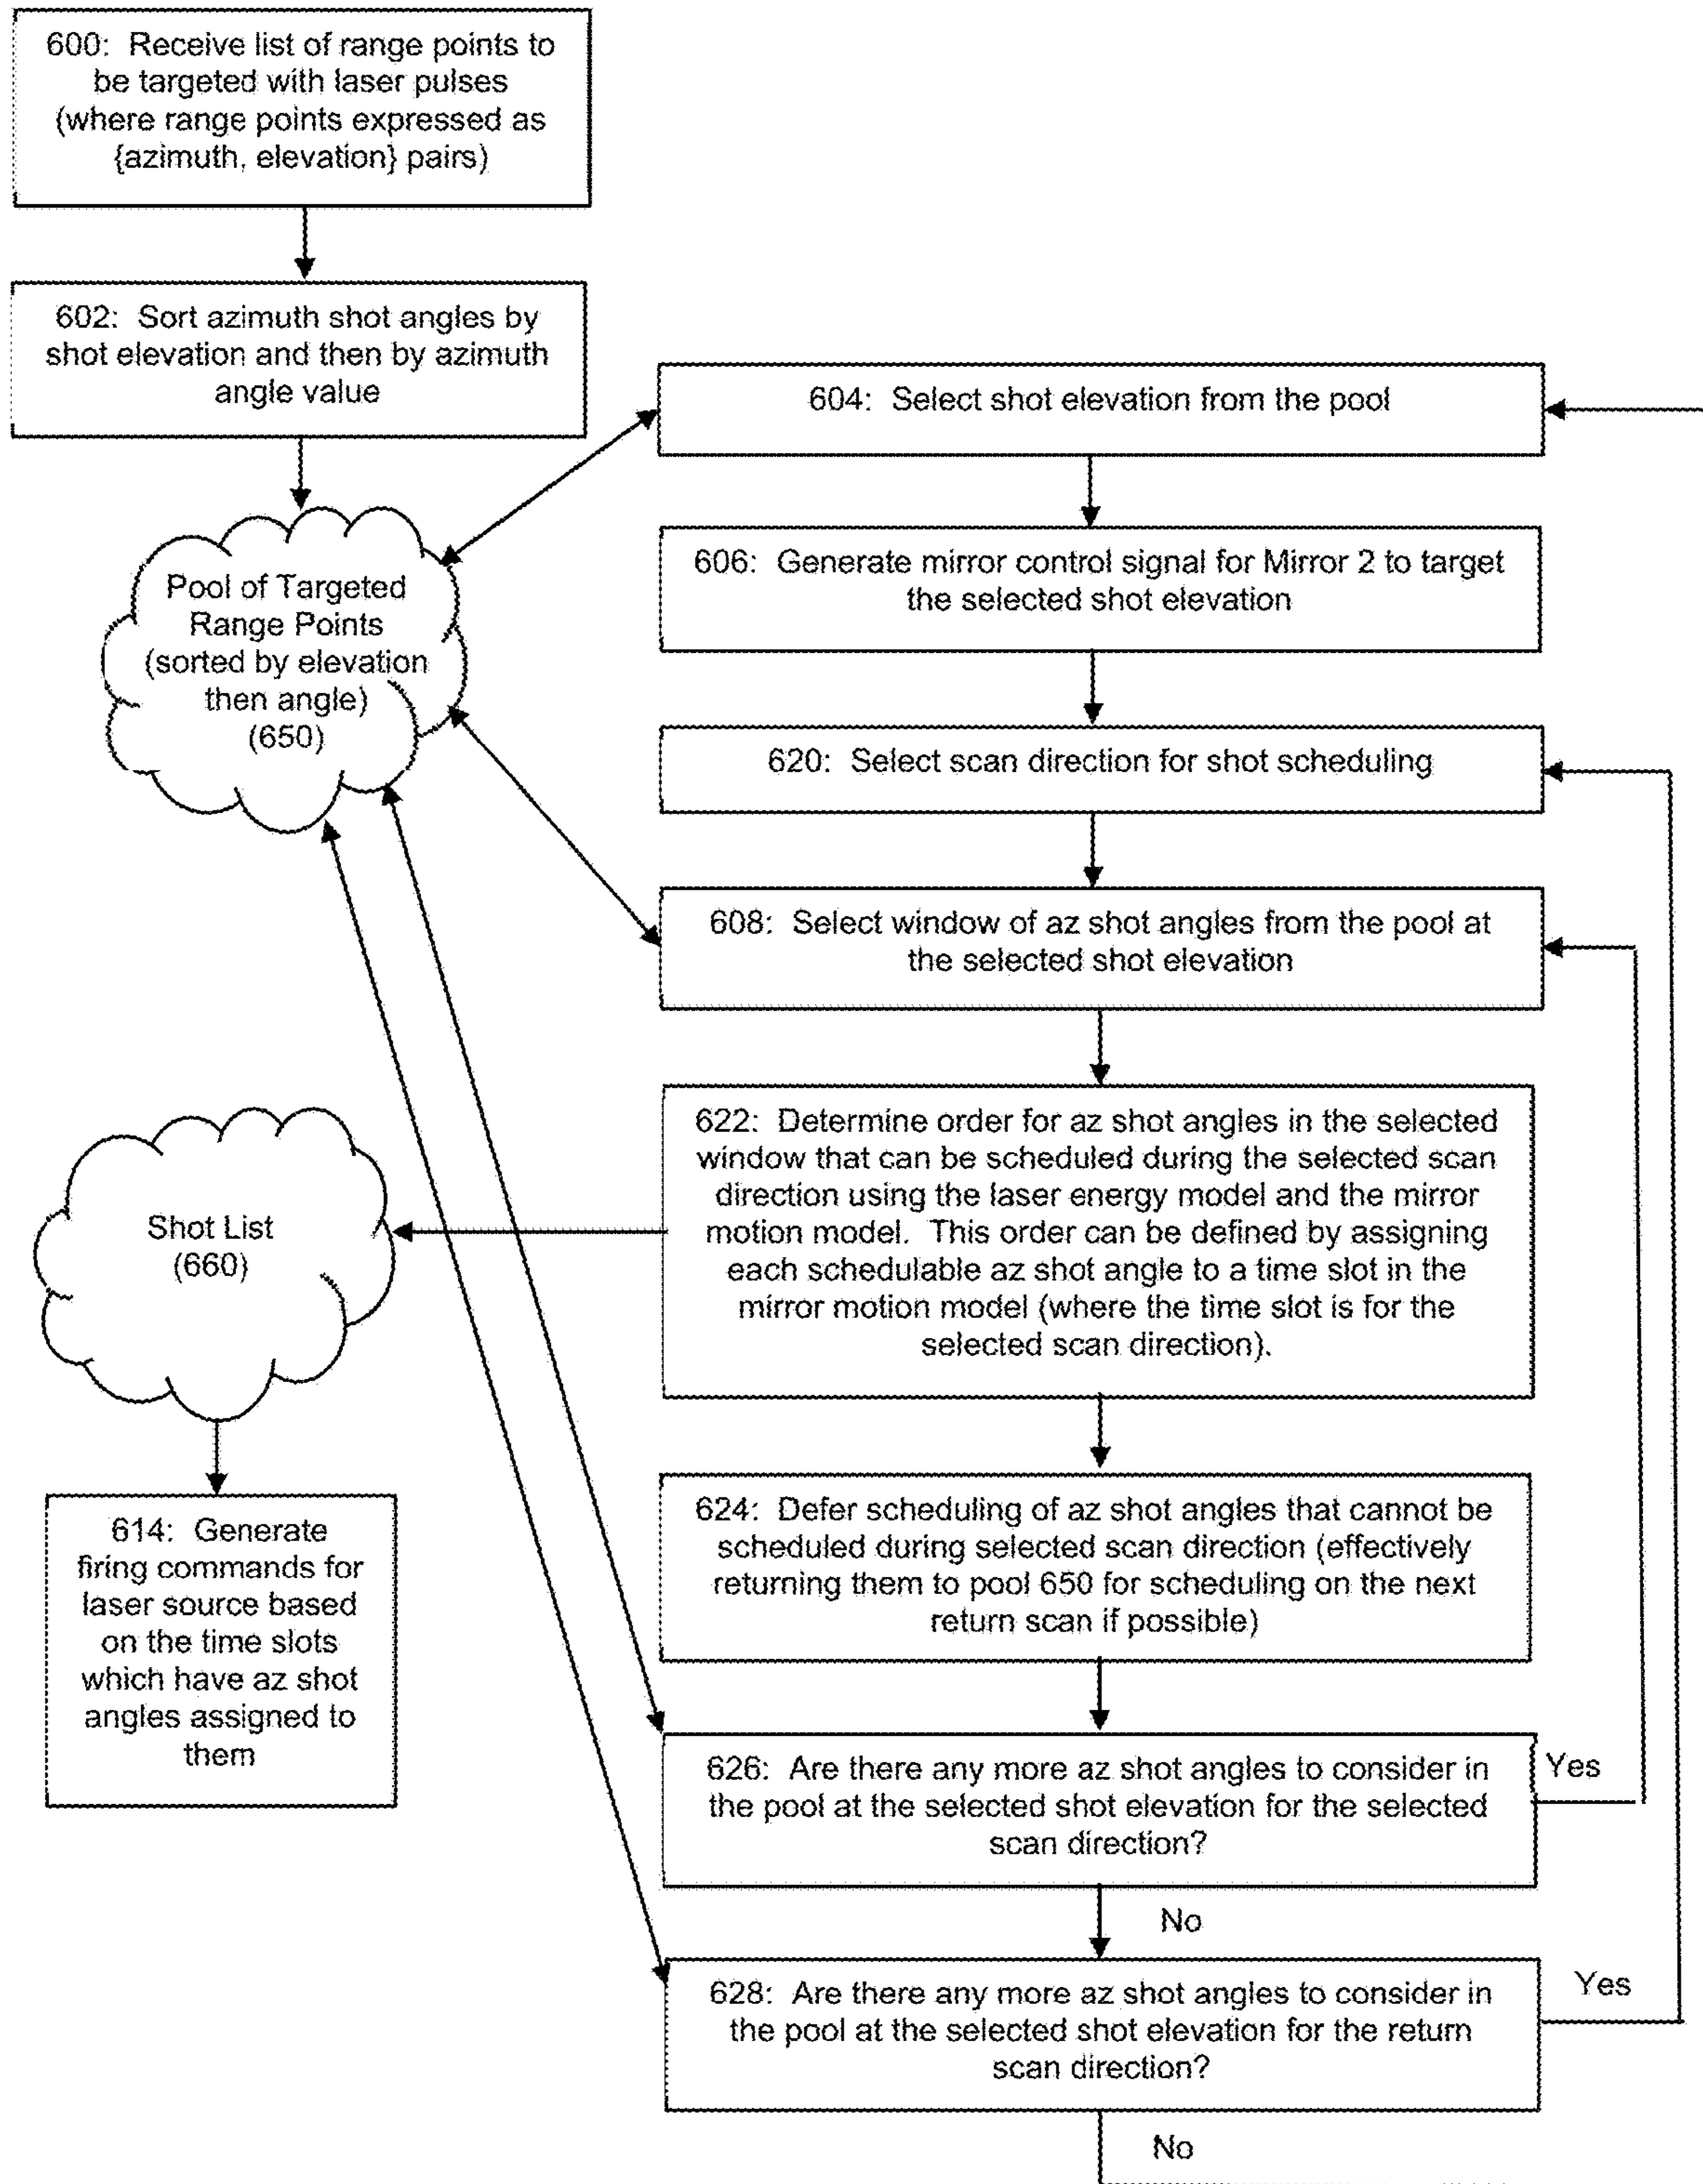 600: Receive list of range points to
be targeted with laser pulses
(where range points expressed as
{azimuth, elevation} pairs)
602: Sort azimuth shot angles by
shot elevation and then by azimuth
angle value
604: Select shot elevation from the pool
606: Generate mirror control signal for Mirror 2 to target
the selected shot elevation
Pool of Targeted
Range Points
(sorted by elevation
then angle)
(650)
620: Select scan direction for shot scheduling
608: Select window of az shot angles from the pool at
the selected shot elevation
622: Determine order for az shot angles in the selected
window that can be scheduled during the selected scan
direction using the laser energy model and the mirror
motion model. This order can be defined by assigning
each schedulable az shot angle to a time slot in the
mirror motion model (where the time slot is for the
selected scan direction).
Shot List
(660)
614: Generate
firing commands for
laser source based
on the time slots
which have az shot
angles assigned to
them
624: Defer scheduling of az shot angles that cannot be
scheduled during selected scan direction (effectively
returning them to pool 650 for scheduling on the next
return scan if possible)
626: Are there any more az shot angles to consider in
the pool at the selected shot elevation for the selected
scan direction?
Yes
No
628: Are there any more az shot angles to consider in
the pool at the selected shot elevation for the return
scan direction?
Yes
No